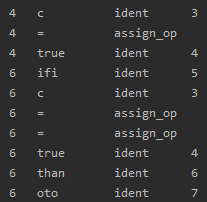 4 c ident 3
4 = assign_op
4 true ident 4
6 ifi ident 5
6 c ident 3
6 = assign_op
6 = assign_op
6 true ident 4
6 than ident 6
6 oto ident 7